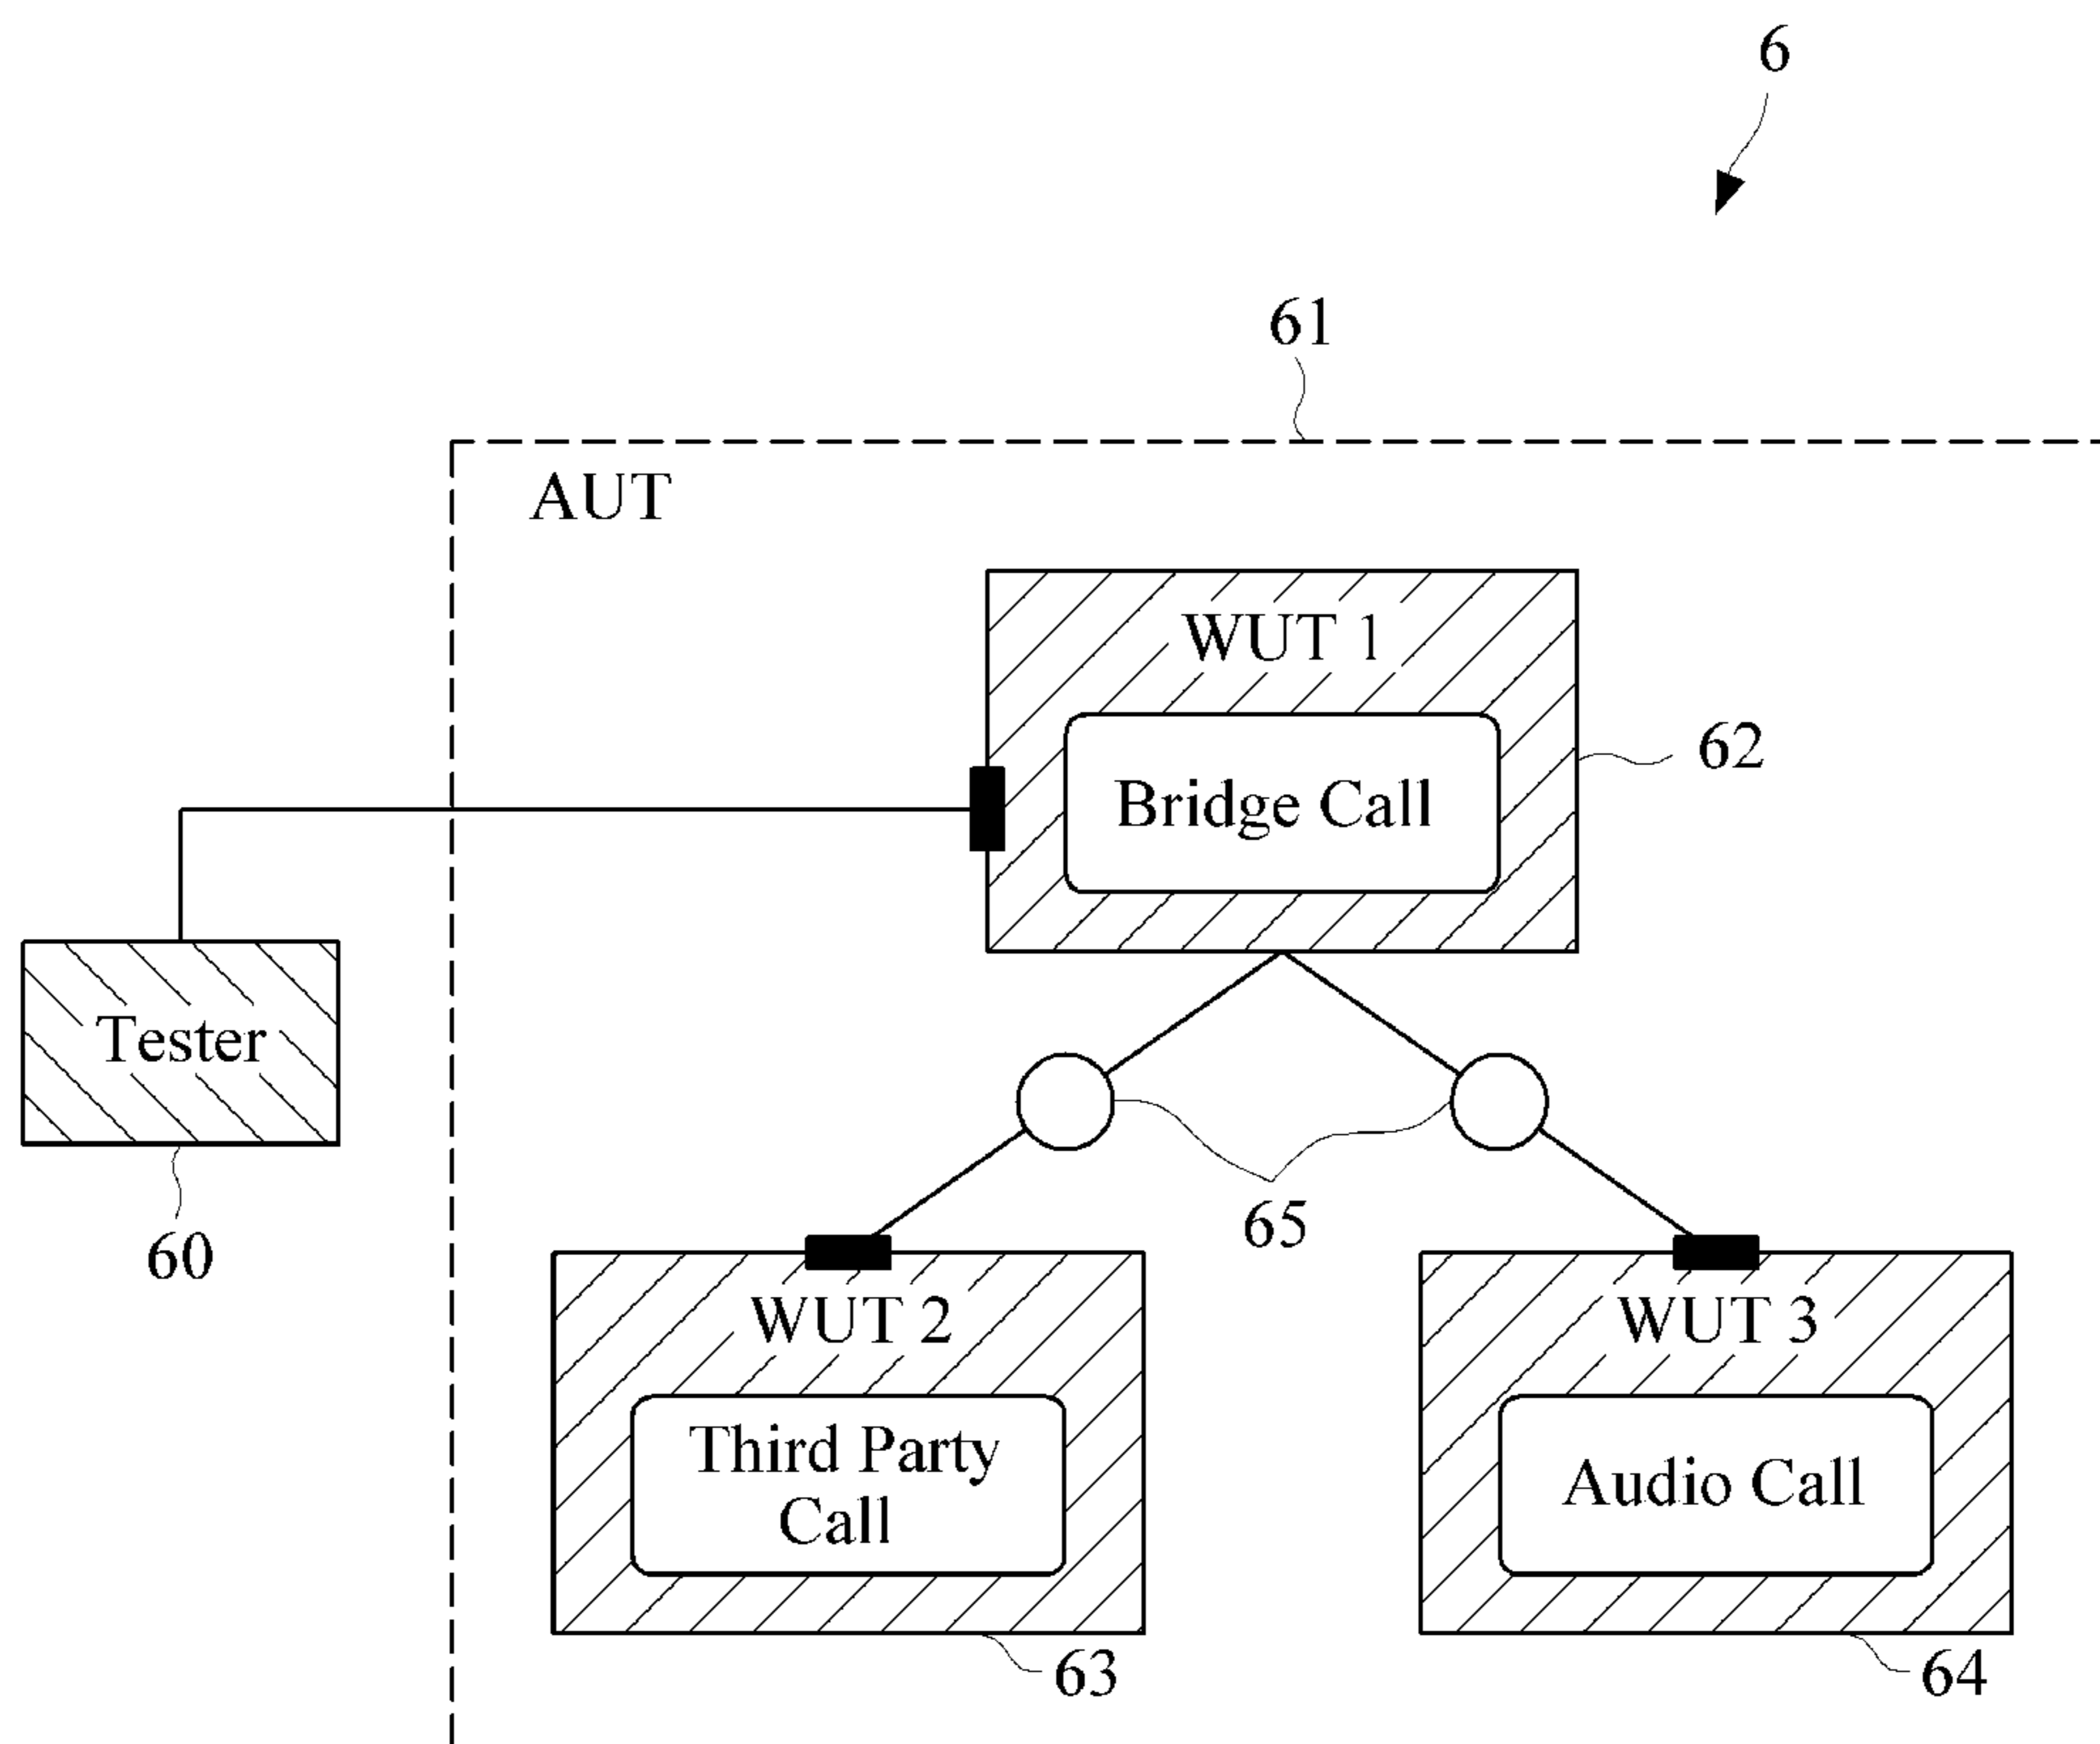 6
61
AUT
WUT 1
62
Bridge Call
Tester
65
60
WUT 2
WUT 3
Third Party
Call
Audio Call
63
64